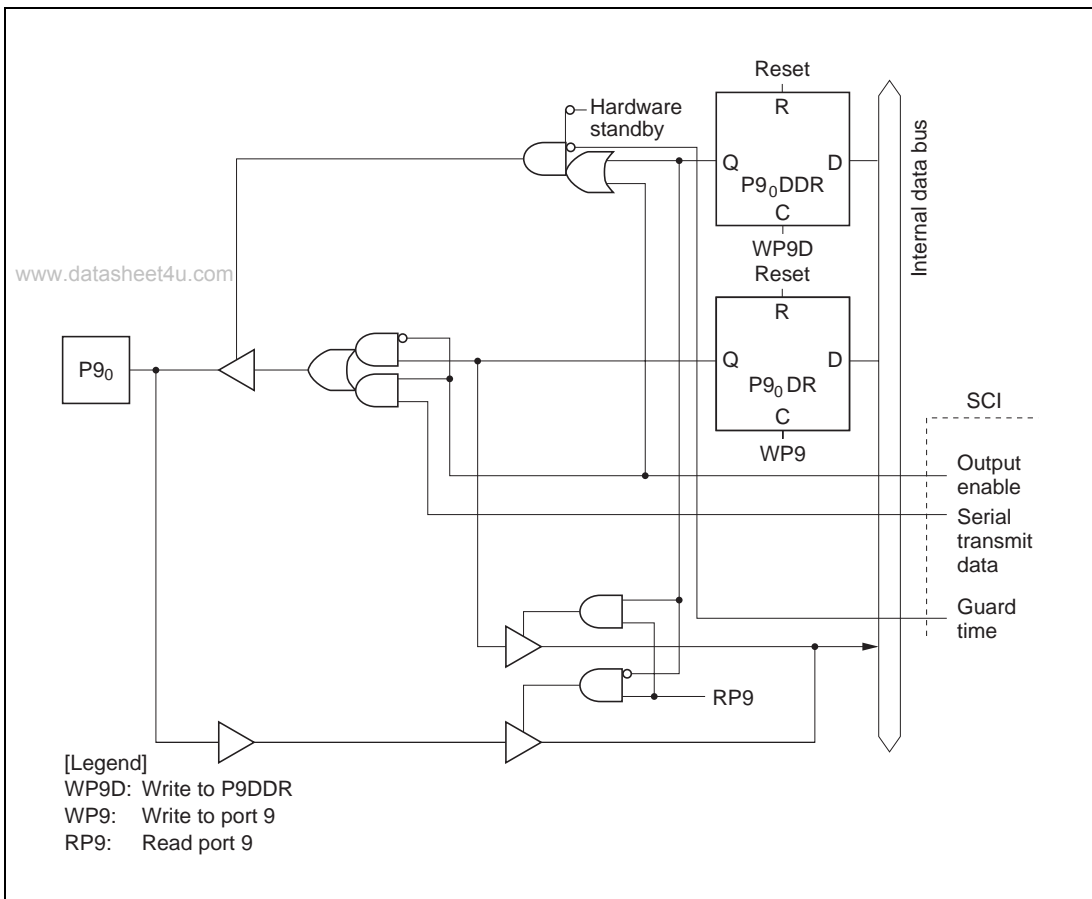 Reset
Hardware
standby
R
Q
D
P9₀DDR
C
WP9D
Internal data bus
www.datasheet4u.com
Reset
R
P9₀
Q
D
P9₀ DR
C
WP9
SCI
Output
enable
Serial
transmit
data
Guard
time
RP9
[Legend]
WP9D: Write to P9DDR
WP9: Write to port 9
RP9: Read port 9